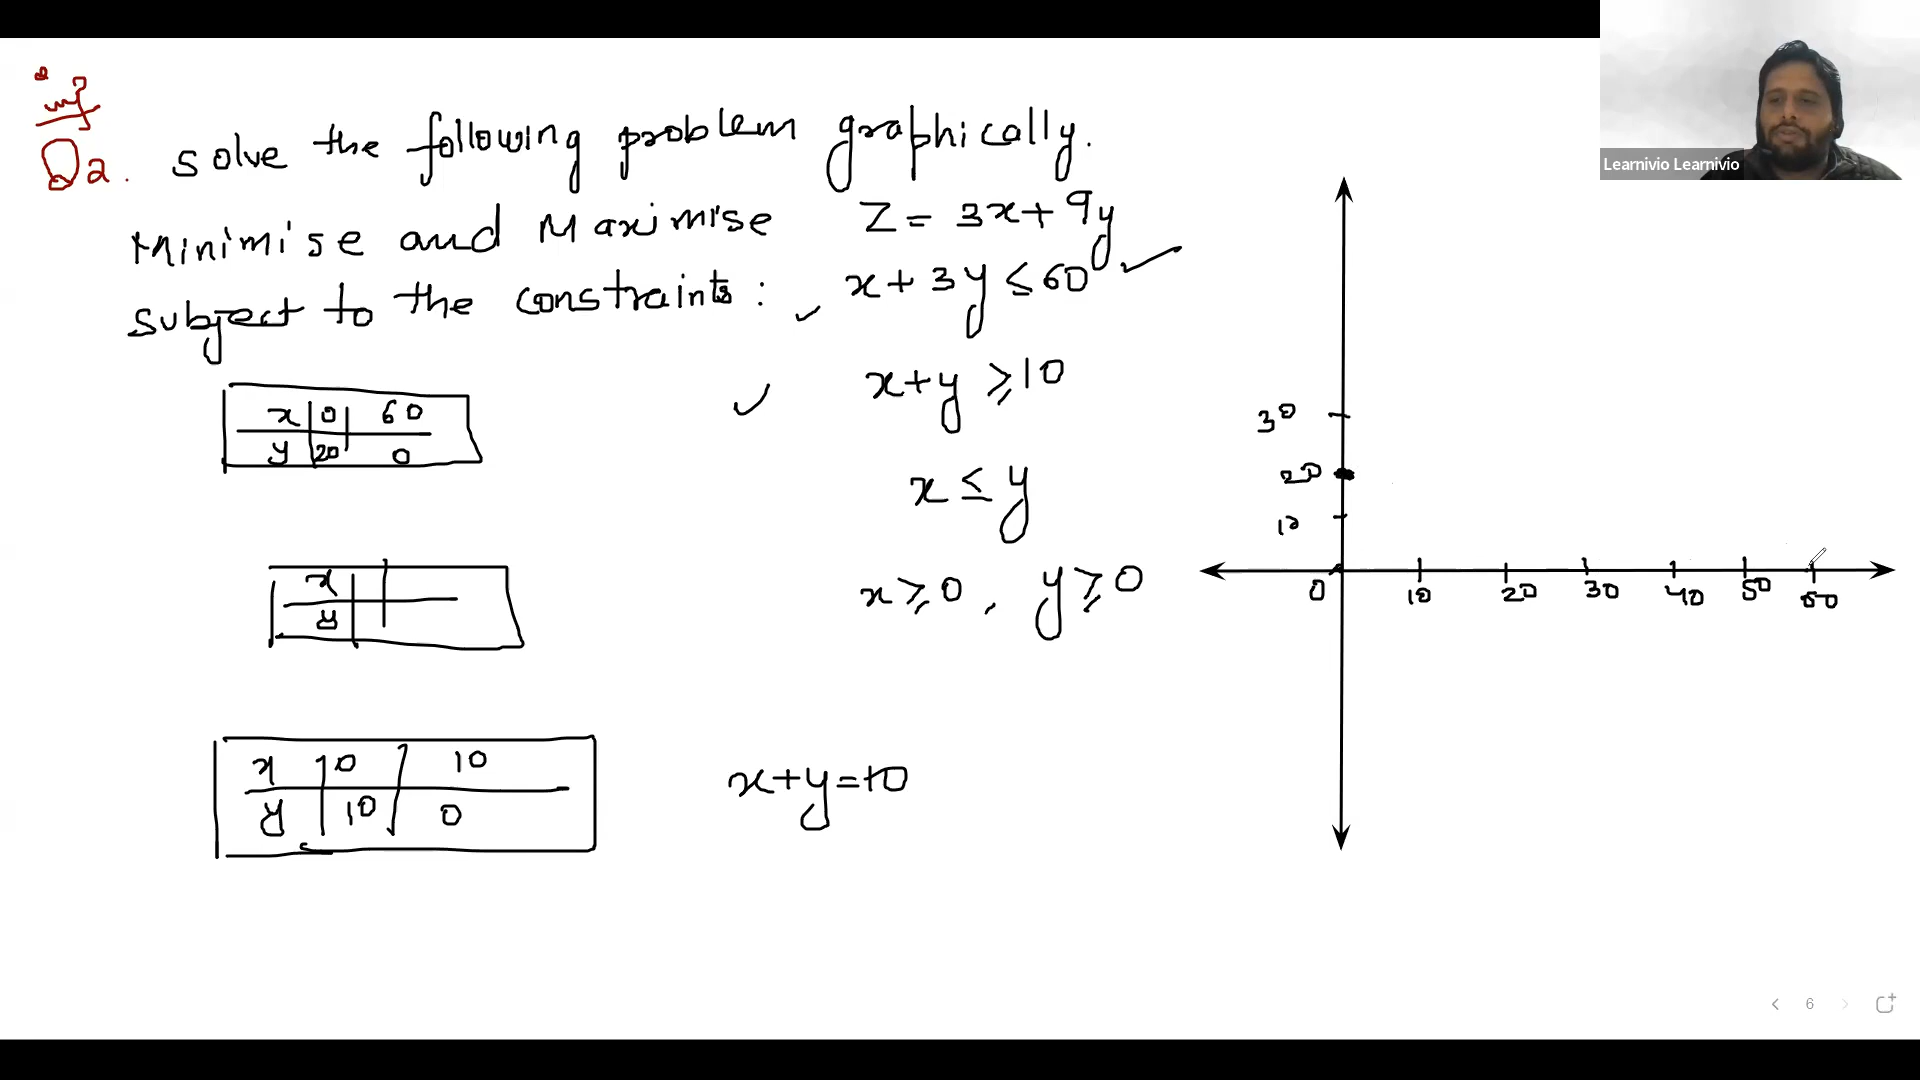 Imp
Q2. Solve the following problem graphically.
Minimise and Maximise Z = 3x + 9y
Subject to the constraints: x + 3y ≤ 60
x + y ≥ 10
x ≤ y
x ≥ 0, y ≥ 0
x | 0 | 60
y | 20 | 0
x
y
x | 0 | 10
y | 10 | 0
x + y = 10
30
20
10
0 10 20 30 40 50 60
Learnivio Learnivio
6